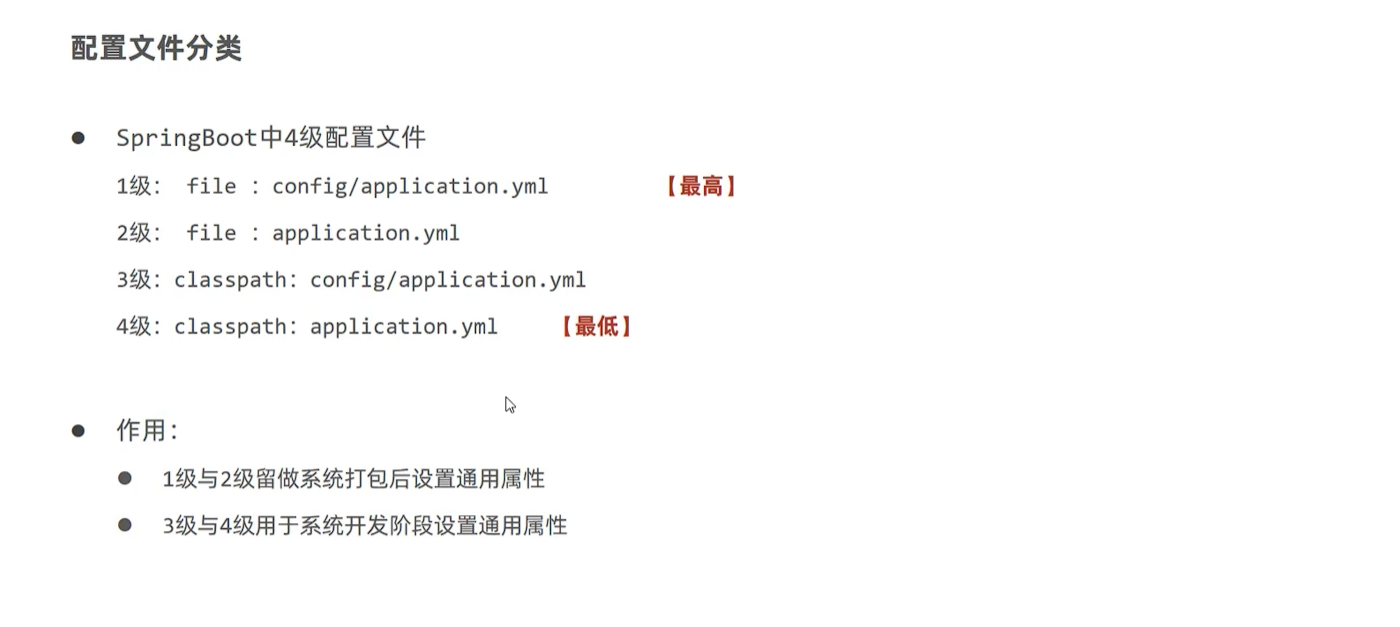 配置文件分类
● SpringBoot中4级配置文件
1级： file ：config/application.yml 【最高】
2级： file ：application.yml
3级：classpath：config/application.yml
4级：classpath：application.yml 【最低】
● 作用：
● 1级与2级留做系统打包后设置通用属性
● 3级与4级用于系统开发阶段设置通用属性